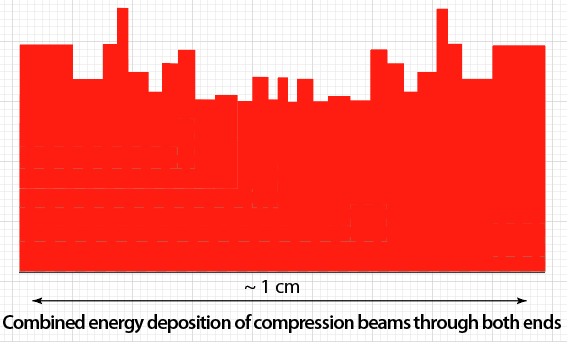 ~ 1 cm
Combined energy deposition of compression beams through both ends